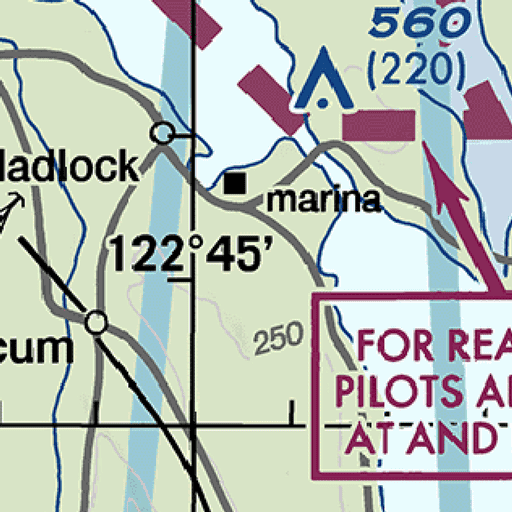 560
(220)
ladlock
marina
122°45'
250
cum
FOR REA
PILOTS A
AT AND